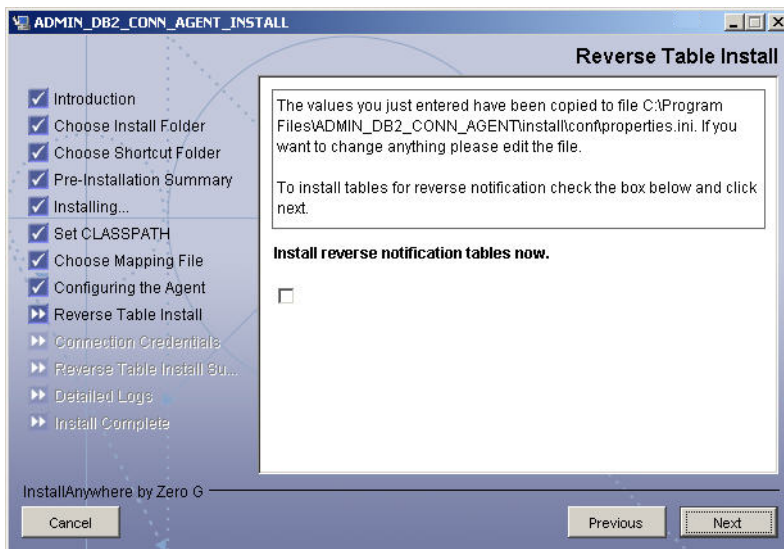 ADMIN_DB2_CONN_AGENT_INSTALL
Reverse Table Install
Introduction
Choose Install Folder
Choose Shortcut Folder
Pre-Installation Summary
Installing...
Set CLASSPATH
Choose Mapping File
Configuring the Agent
Reverse Table Install
Connection Credentials
Reverse Table Install Su...
Detailed Logs
Install Complete
The values you just entered have been copied to file C:\Program
Files\ADMIN_DB2_CONN_AGENT\install\conf\properties.ini. If you
want to change anything please edit the file.
To install tables for reverse notification check the box below and click
next.
Install reverse notification tables now.
InstallAnywhere by Zero G
Cancel
Previous
Next